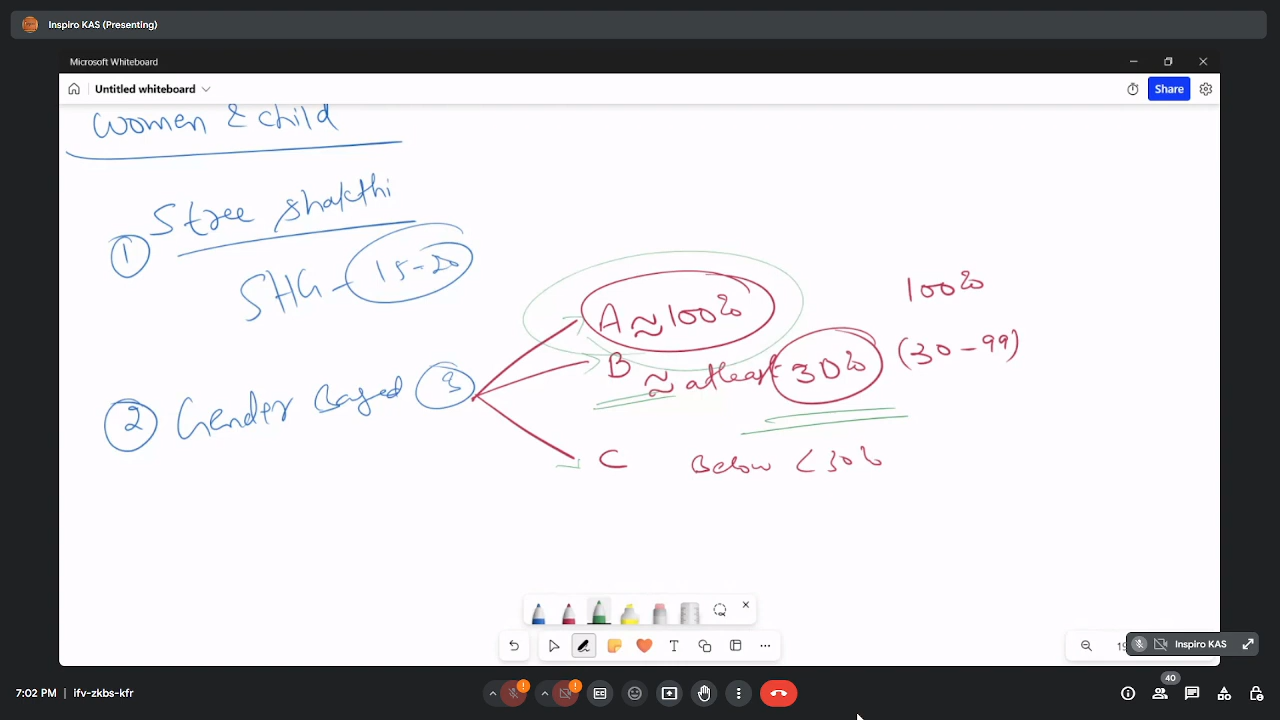 Inspiro KAS (Presenting)
Microsoft Whiteboard
Untitled whiteboard
Share
Women & child
① Stree shakthi
SHG - 15-20
② Gender Based 3
A ≈ 100% 100%
B ≈ atleast 30% (30-99)
C Below < 30%
T
Inspiro KAS
7:02 PM | ifv-zkbs-kfr
40